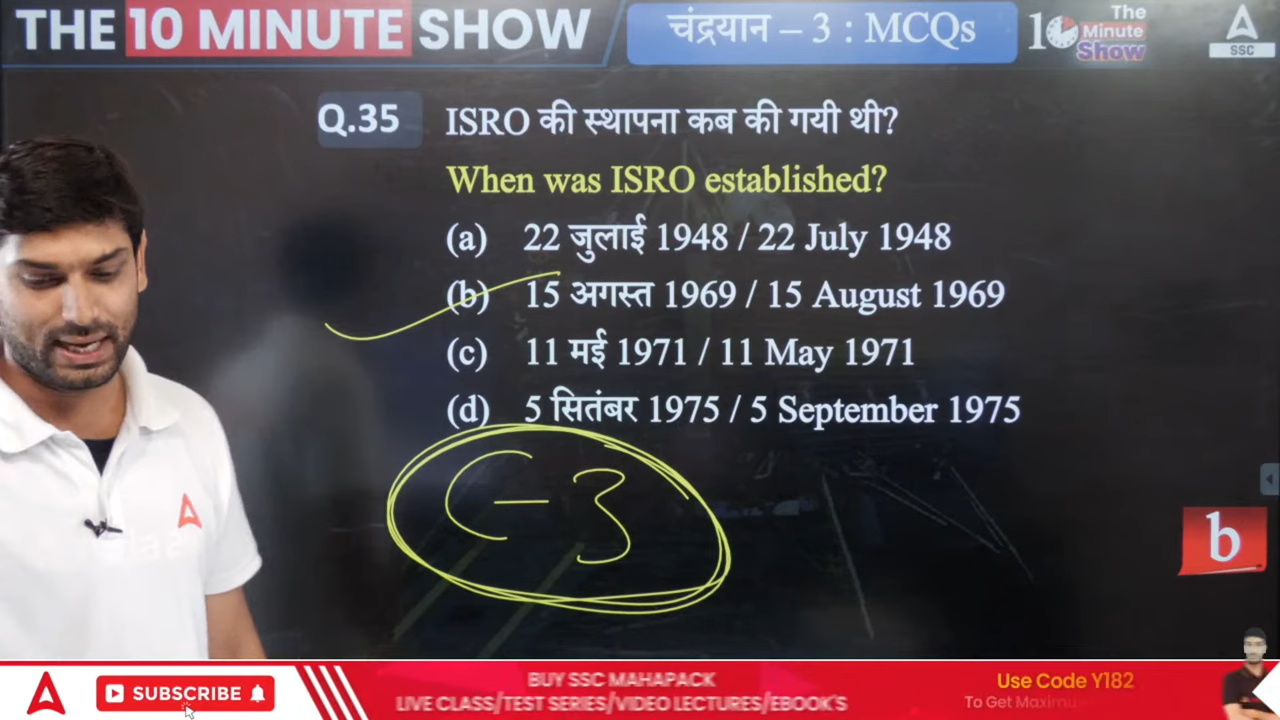 THE 10 MINUTE SHOW
चंद्रयान – 3 : MCQs
10 The Minute Show
SSC
Q.35 ISRO की स्थापना कब की गयी थी?
When was ISRO established?
(a) 22 जुलाई 1948 / 22 July 1948
(b) 15 अगस्त 1969 / 15 August 1969
(c) 11 मई 1971 / 11 May 1971
(d) 5 सितंबर 1975 / 5 September 1975
C-3
b
SUBSCRIBE
BUY SSC MAHAPACK
LIVE CLASS/TEST SERIES/VIDEO LECTURES/EBOOK'S
Use Code Y182
To Get